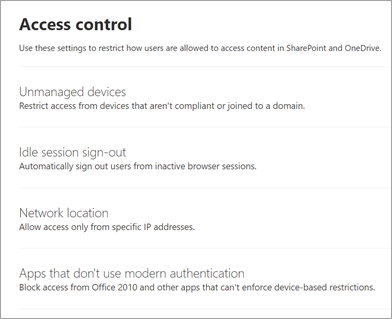 Access control
Use these settings to restrict how users are allowed to access content in SharePoint and OneDrive.
Unmanaged devices
Restrict access from devices that aren't compliant or joined to a domain.
Idle session sign-out
Automatically sign out users from inactive browser sessions.
Network location
Allow access only from specific IP addresses.
Apps that don't use modern authentication
Block access from Office 2010 and other apps that can't enforce device-based restrictions.